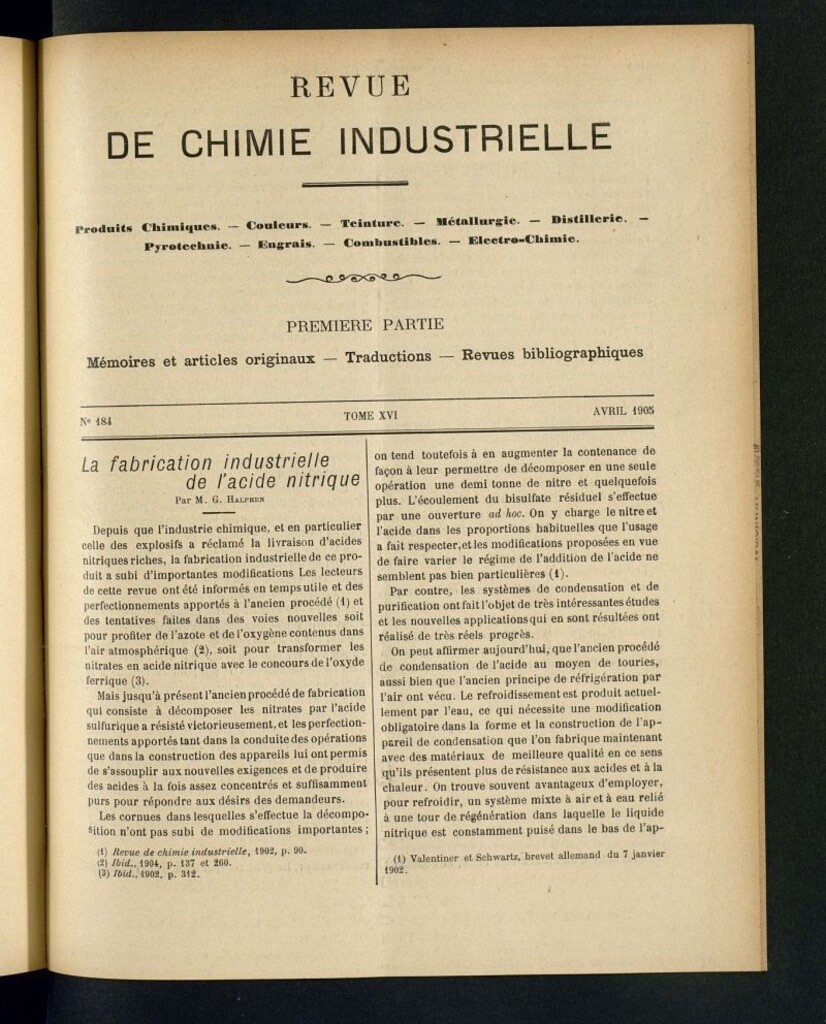 REVUE
DE CHIMIE INDUSTRIELLE
Produits Chimiques. — Couleurs. — Teinture. — Métallurgie. — Distillerie. —
Pyrotechnie. — Engrais. — Combustibles. — Electro-Chimie.
PREMIERE PARTIE
Mémoires et articles originaux — Traductions — Revues bibliographiques
No 184
TOME XVI
AVRIL 1905
La fabrication industrielle
de l'acide nitrique
Par M. G. HALPHEN
Depuis que l'industrie chimique, et en particulier
celle des explosifs a réclamé la livraison d'acides
nitriques riches, la fabrication industrielle de ce pro-
duit a subi d'importantes modifications Les lecteurs
de cette revue ont été informés en temps utile et des
perfectionnements apportés à l'ancien procédé (1) et
des tentatives faites dans des voies nouvelles soit
pour profiter de l'azote et de l'oxygène contenus dans
l'air atmosphérique (2), soit pour transformer les
nitrates en acide nitrique avec le concours de l'oxyde
ferrique (3).
Mais jusqu'à présent l'ancien procédé de fabrication
qui consiste à décomposer les nitrates par l'acide
sulfurique a résisté victorieusement, et les perfection-
nements apportés tant dans la conduite des opérations
que dans la construction des appareils lui ont permis
de s'assouplir aux nouvelles exigences et de produire
des acides à la fois assez concentrés et suffisamment
purs pour répondre aux désirs des demandeurs.
Les cornues dans lesquelles s'effectue la décompo-
sition n'ont pas subi de modifications importantes ;
(1) Revue de chimie industrielle, 1902, p. 90.
(2) Ibid., 1904, p. 137 et 260.
(3) Ibid., 1902, p. 312.
on tend toutefois à en augmenter la contenance de
façon à leur permettre de décomposer en une seule
opération une demi tonne de nitre et quelquefois
plus. L'écoulement du bisulfate résiduel s'effectue
par une ouverture ad hoc. On y charge le nitre et
l'acide dans les proportions habituelles que l'usage
a fait respecter, et les modifications proposées en vue
de faire varier le régime de l'addition de l'acide ne
semblent pas bien particulières (1).
Par contre, les systèmes de condensation et de
purification ont fait l'objet de très intéressantes études
et les nouvelles applications qui en sont résultées ont
réalisé de très réels progrès.
On peut affirmer aujourd'hui, que l'ancien procédé
de condensation de l'acide au moyen de touries,
aussi bien que l'ancien principe de réfrigération par
l'air ont vécu. Le refroidissement est produit actuel-
lement par l'eau, ce qui nécessite une modification
obligatoire dans la forme et la construction de l'ap-
pareil de condensation que l'on fabrique maintenant
avec des matériaux de meilleure qualité en ce sens
qu'ils présentent plus de résistance aux acides et à la
chaleur. On trouve souvent avantageux d'employer,
pour refroidir, un système mixte à air et à eau relié
à une tour de régénération dans laquelle le liquide
nitrique est constamment puisé dans le bas de l'ap-
(1) Valentiner et Schwartz, brevet allemand du 7 janvier
1902.